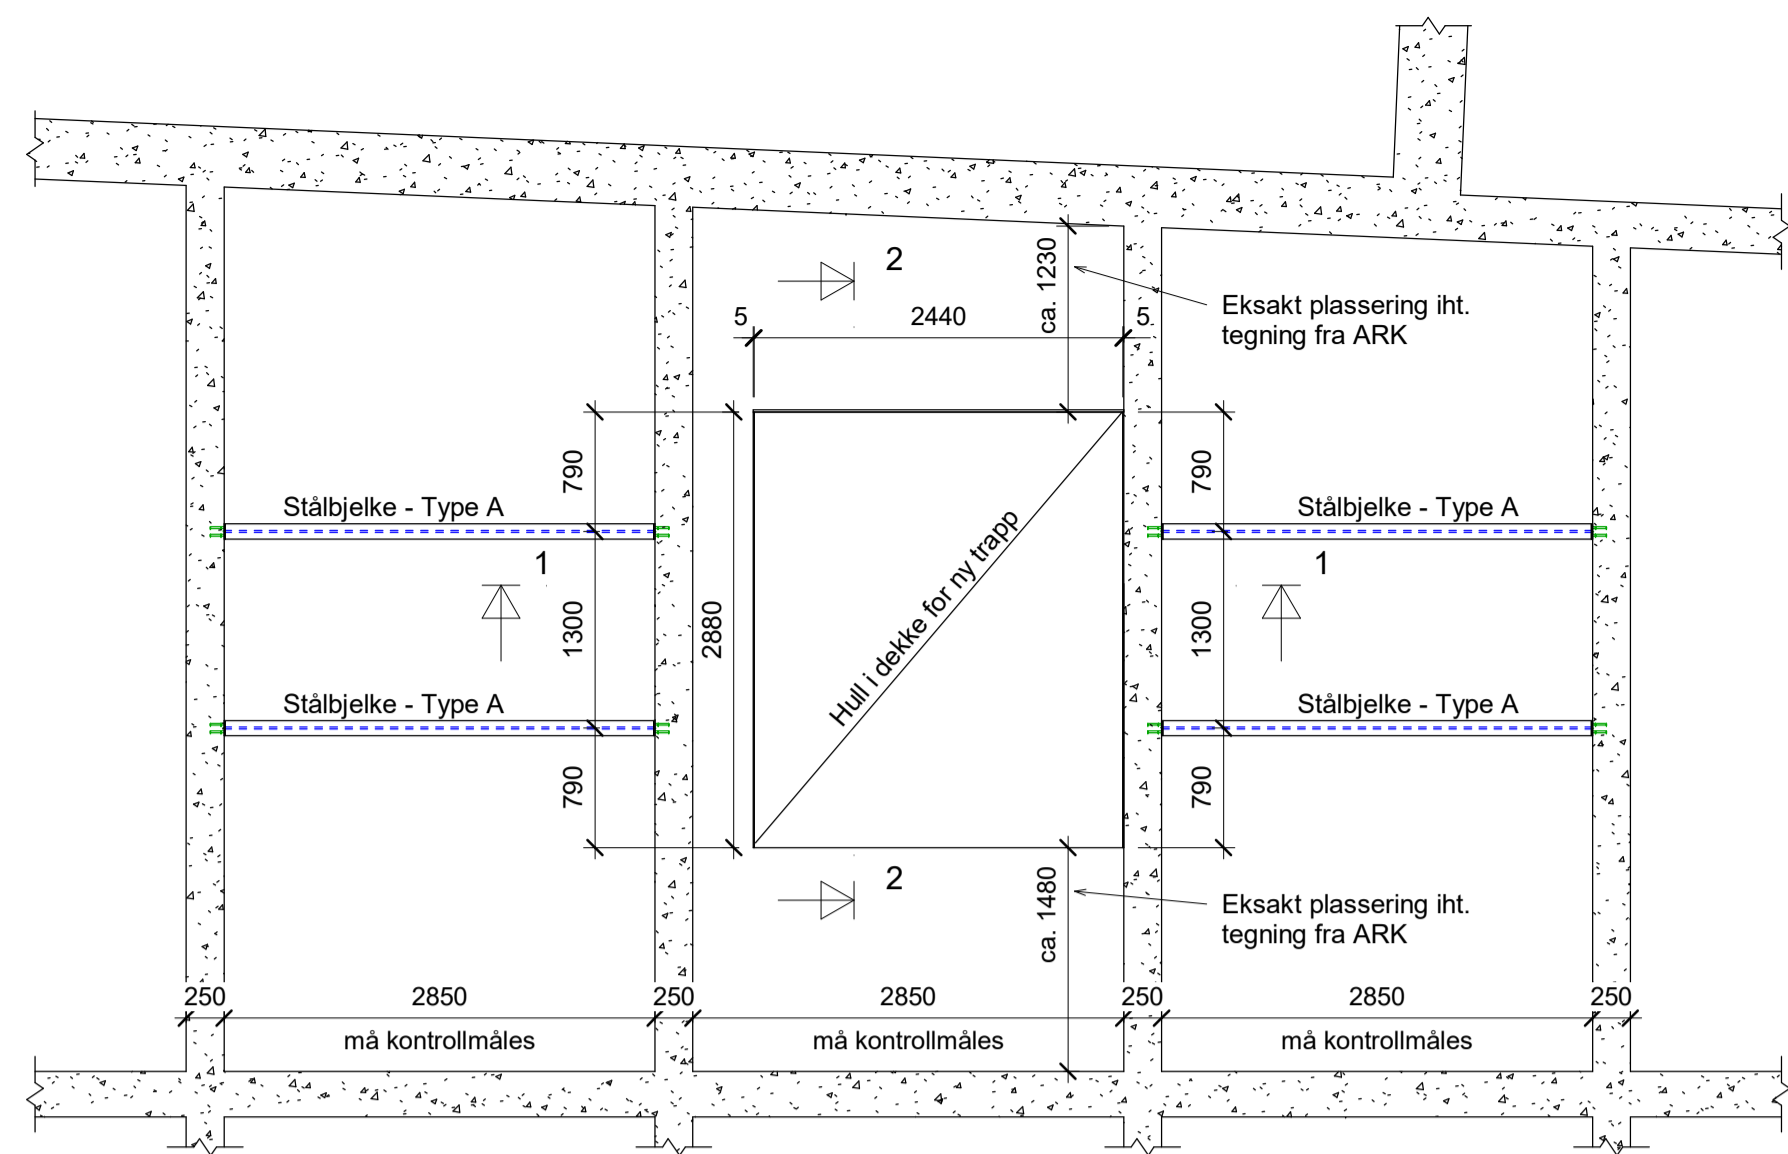 2
ca. 1230
Eksakt plassering iht.
tegning fra ARK
5
2440
5
790
790
Stålbjelke - Type A
Stålbjelke - Type A
1
1
1300
2880
Hull i dekke for ny trapp
1300
Stålbjelke - Type A
Stålbjelke - Type A
790
790
2
ca. 1480
Eksakt plassering iht.
tegning fra ARK
250
2850
250
2850
250
2850
250
må kontrollmåles
må kontrollmåles
må kontrollmåles